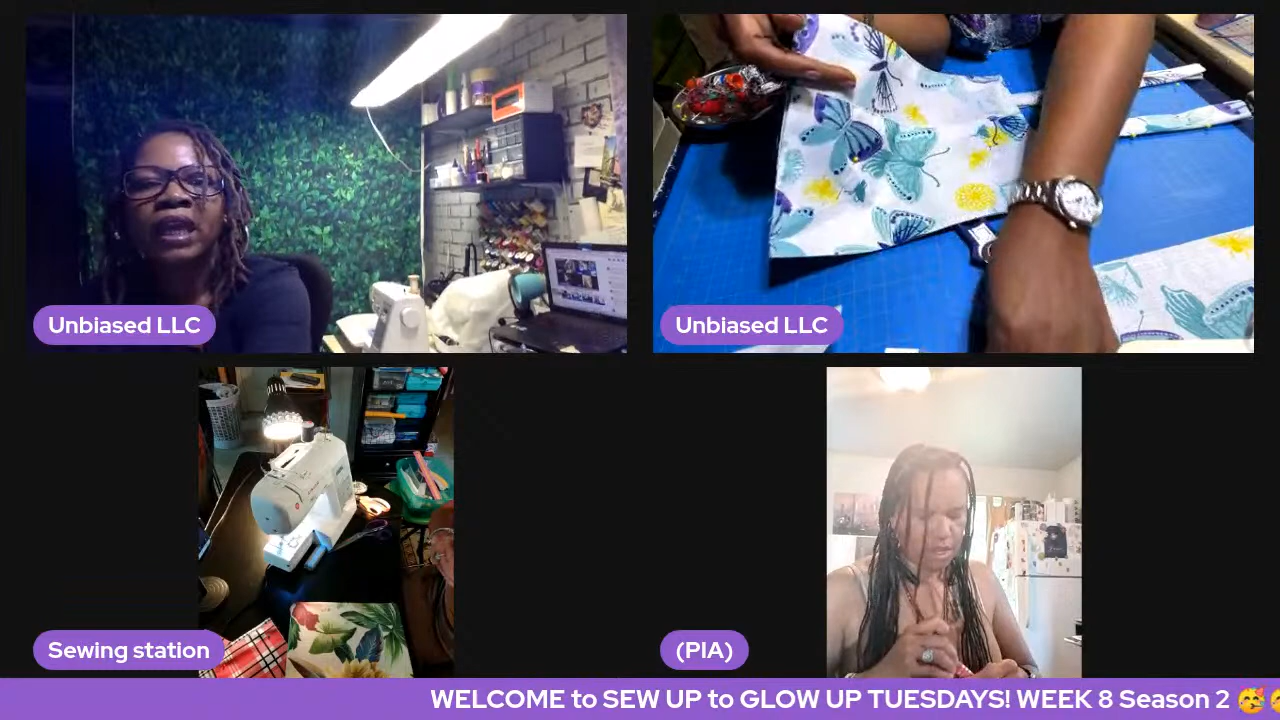 Unbiased LLC
Unbiased LLC
Sewing station
(PIA)
WELCOME to SEW UP to GLOW UP TUESDAYS! WEEK 8 Season 2 🥳